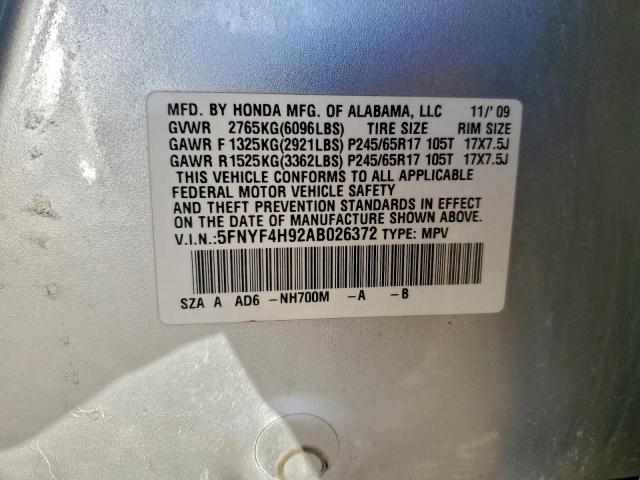 MFD. BY HONDA MFG. OF ALABAMA, LLC 11/'09
GVWR 2765KG(6096LBS) TIRE SIZE RIM SIZE
GAWR F 1325KG(2921LBS) P245/65R17 105T 17X7.5J
GAWR R 1525KG(3362LBS) P245/65R17 105T 17X7.5J
THIS VEHICLE CONFORMS TO ALL APPLICABLE
FEDERAL MOTOR VEHICLE SAFETY
AND THEFT PREVENTION STANDARDS IN EFFECT
ON THE DATE OF MANUFACTURE SHOWN ABOVE.
V.I.N.:5FNYF4H92AB026372 TYPE: MPV
SZA A AD6 -NH700M -A -B